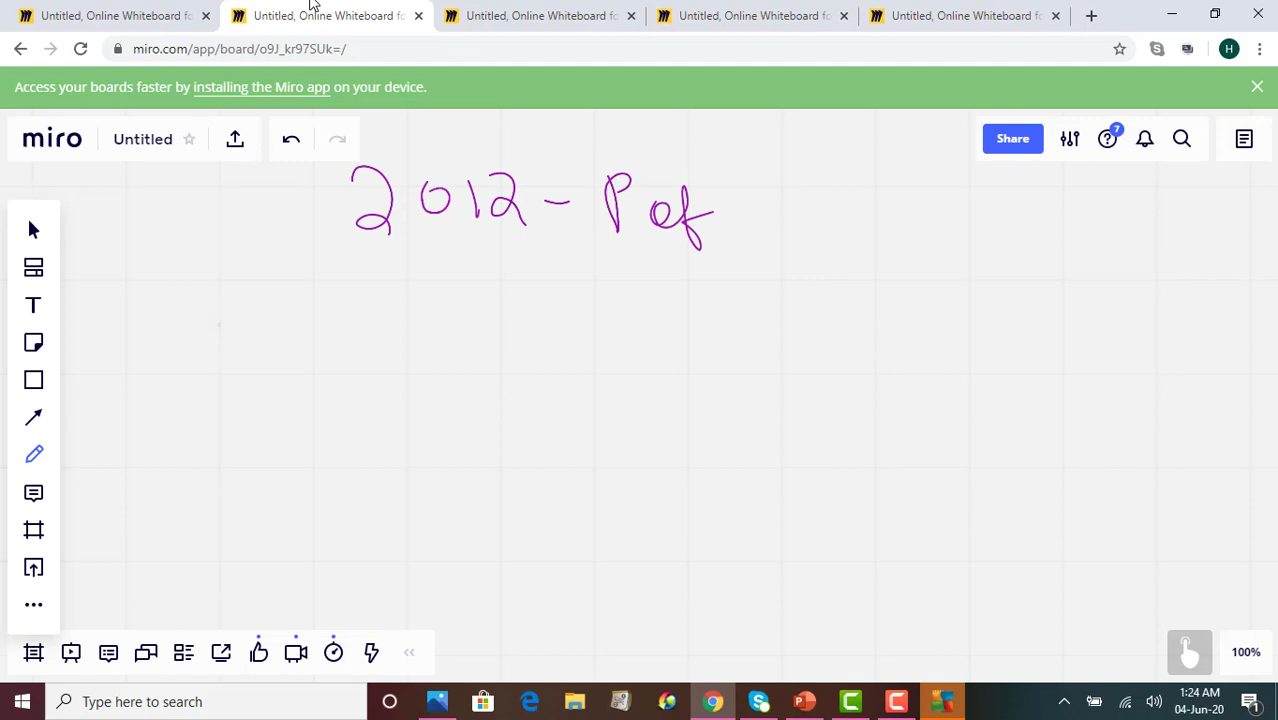 Untitled, Online Whiteboard fo
Untitled, Online Whiteboard fo
Untitled, Online Whiteboard fo
Untitled, Online Whiteboard fo
Untitled, Online Whiteboard fo
miro.com/app/board/o9J_kr97SUk=/
H
Access your boards faster by installing the Miro app on your device.
miro
Untitled
Share
7
2012 - Pof
T
100%
Type here to search
1:24 AM
04-Jun-20
1